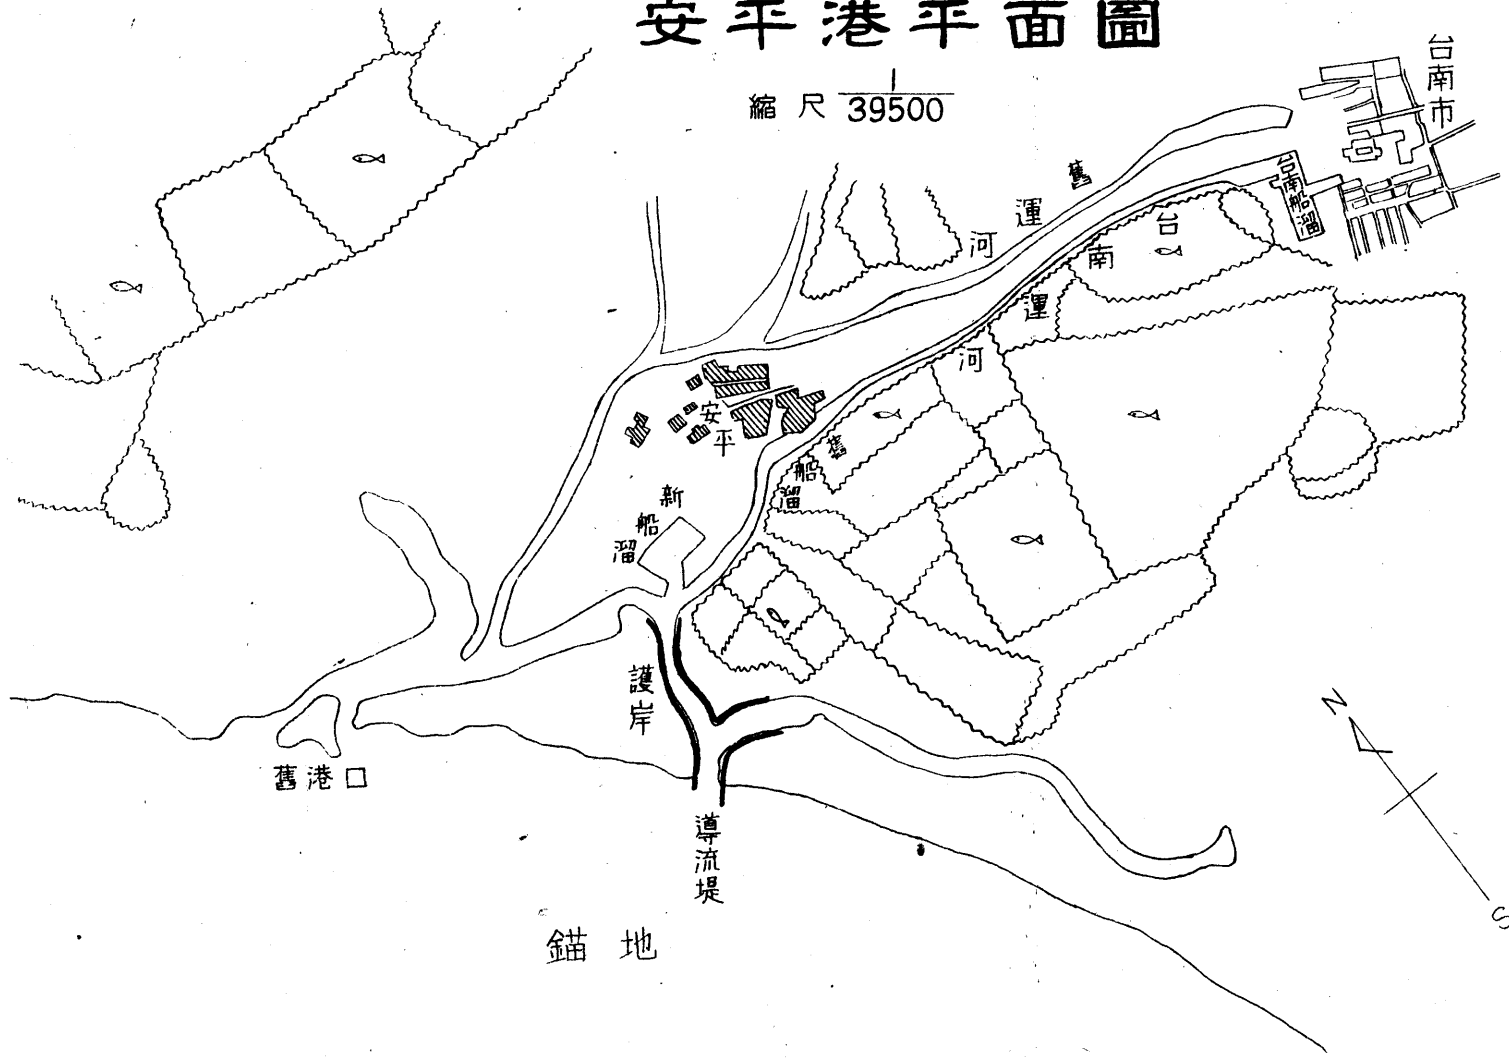 安平港平面圖
縮尺 1/39500
台南市
舊運河
台南船溜
台南運河
安平
舊船溜
新船溜
護岸
舊港口
導流堤
錨地
N
S